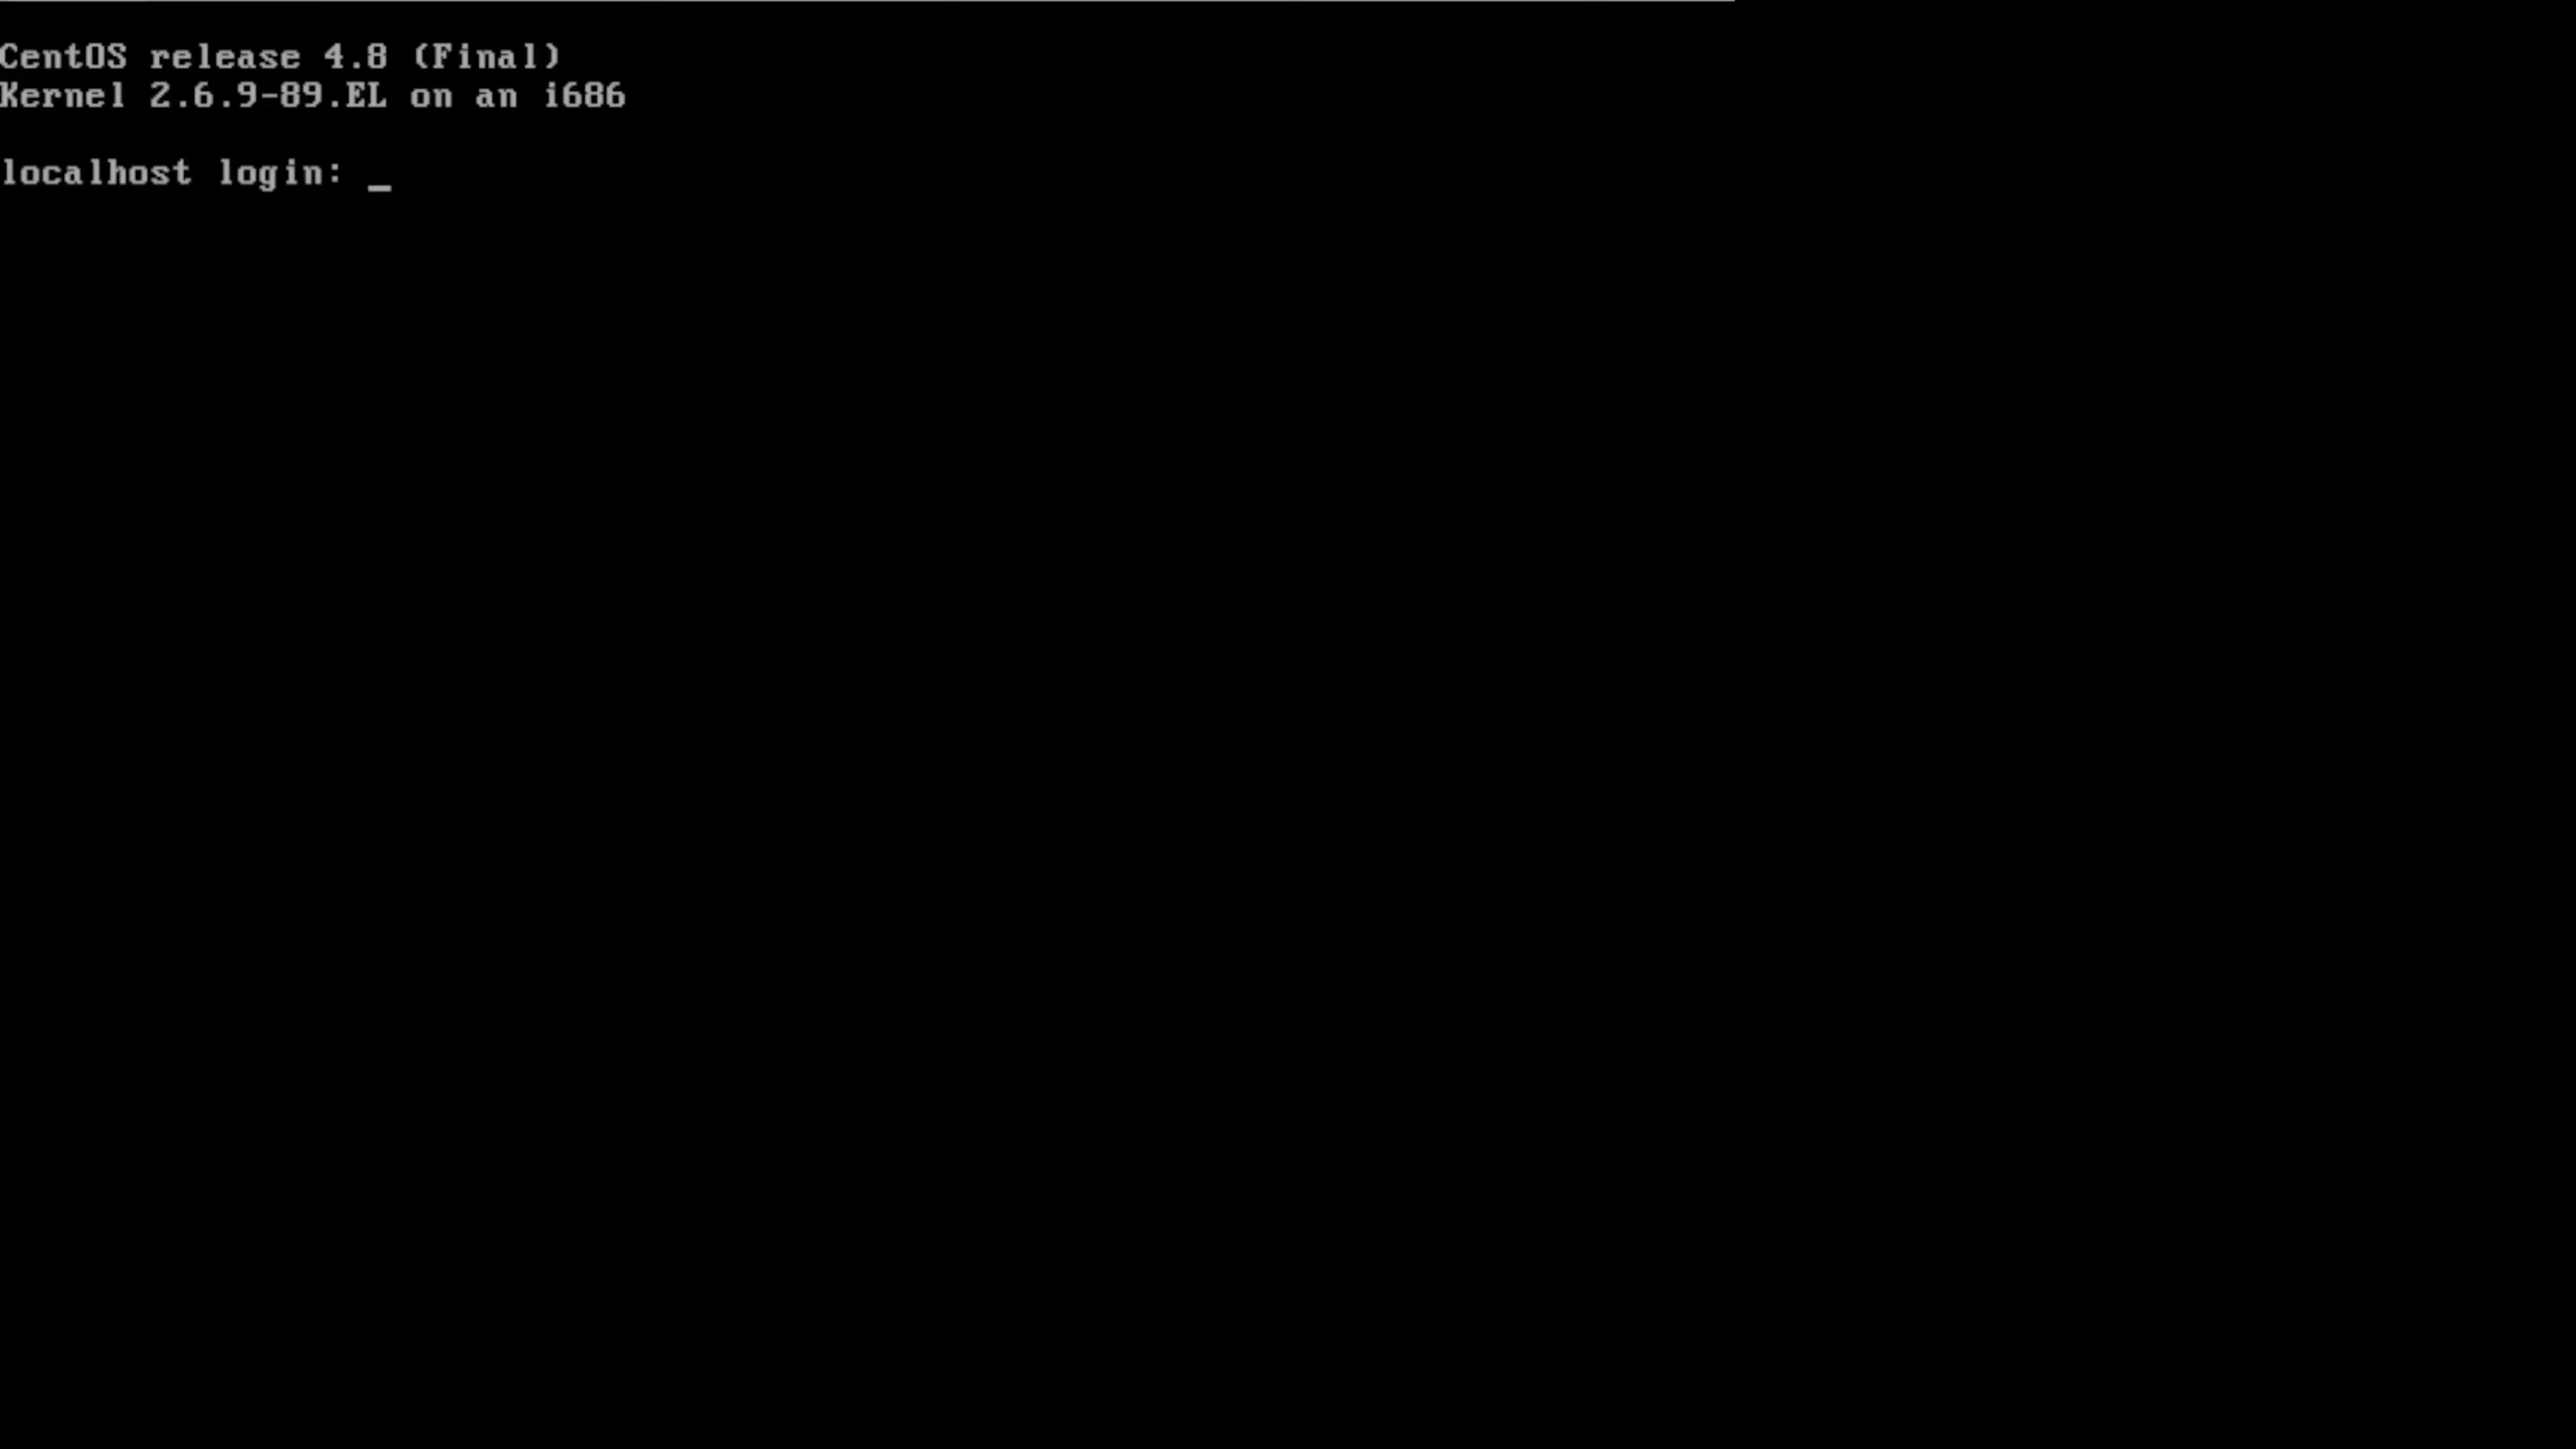 CentOS release 4.8 (Final)
Kernel 2.6.9-89.EL on an i686
localhost login: _